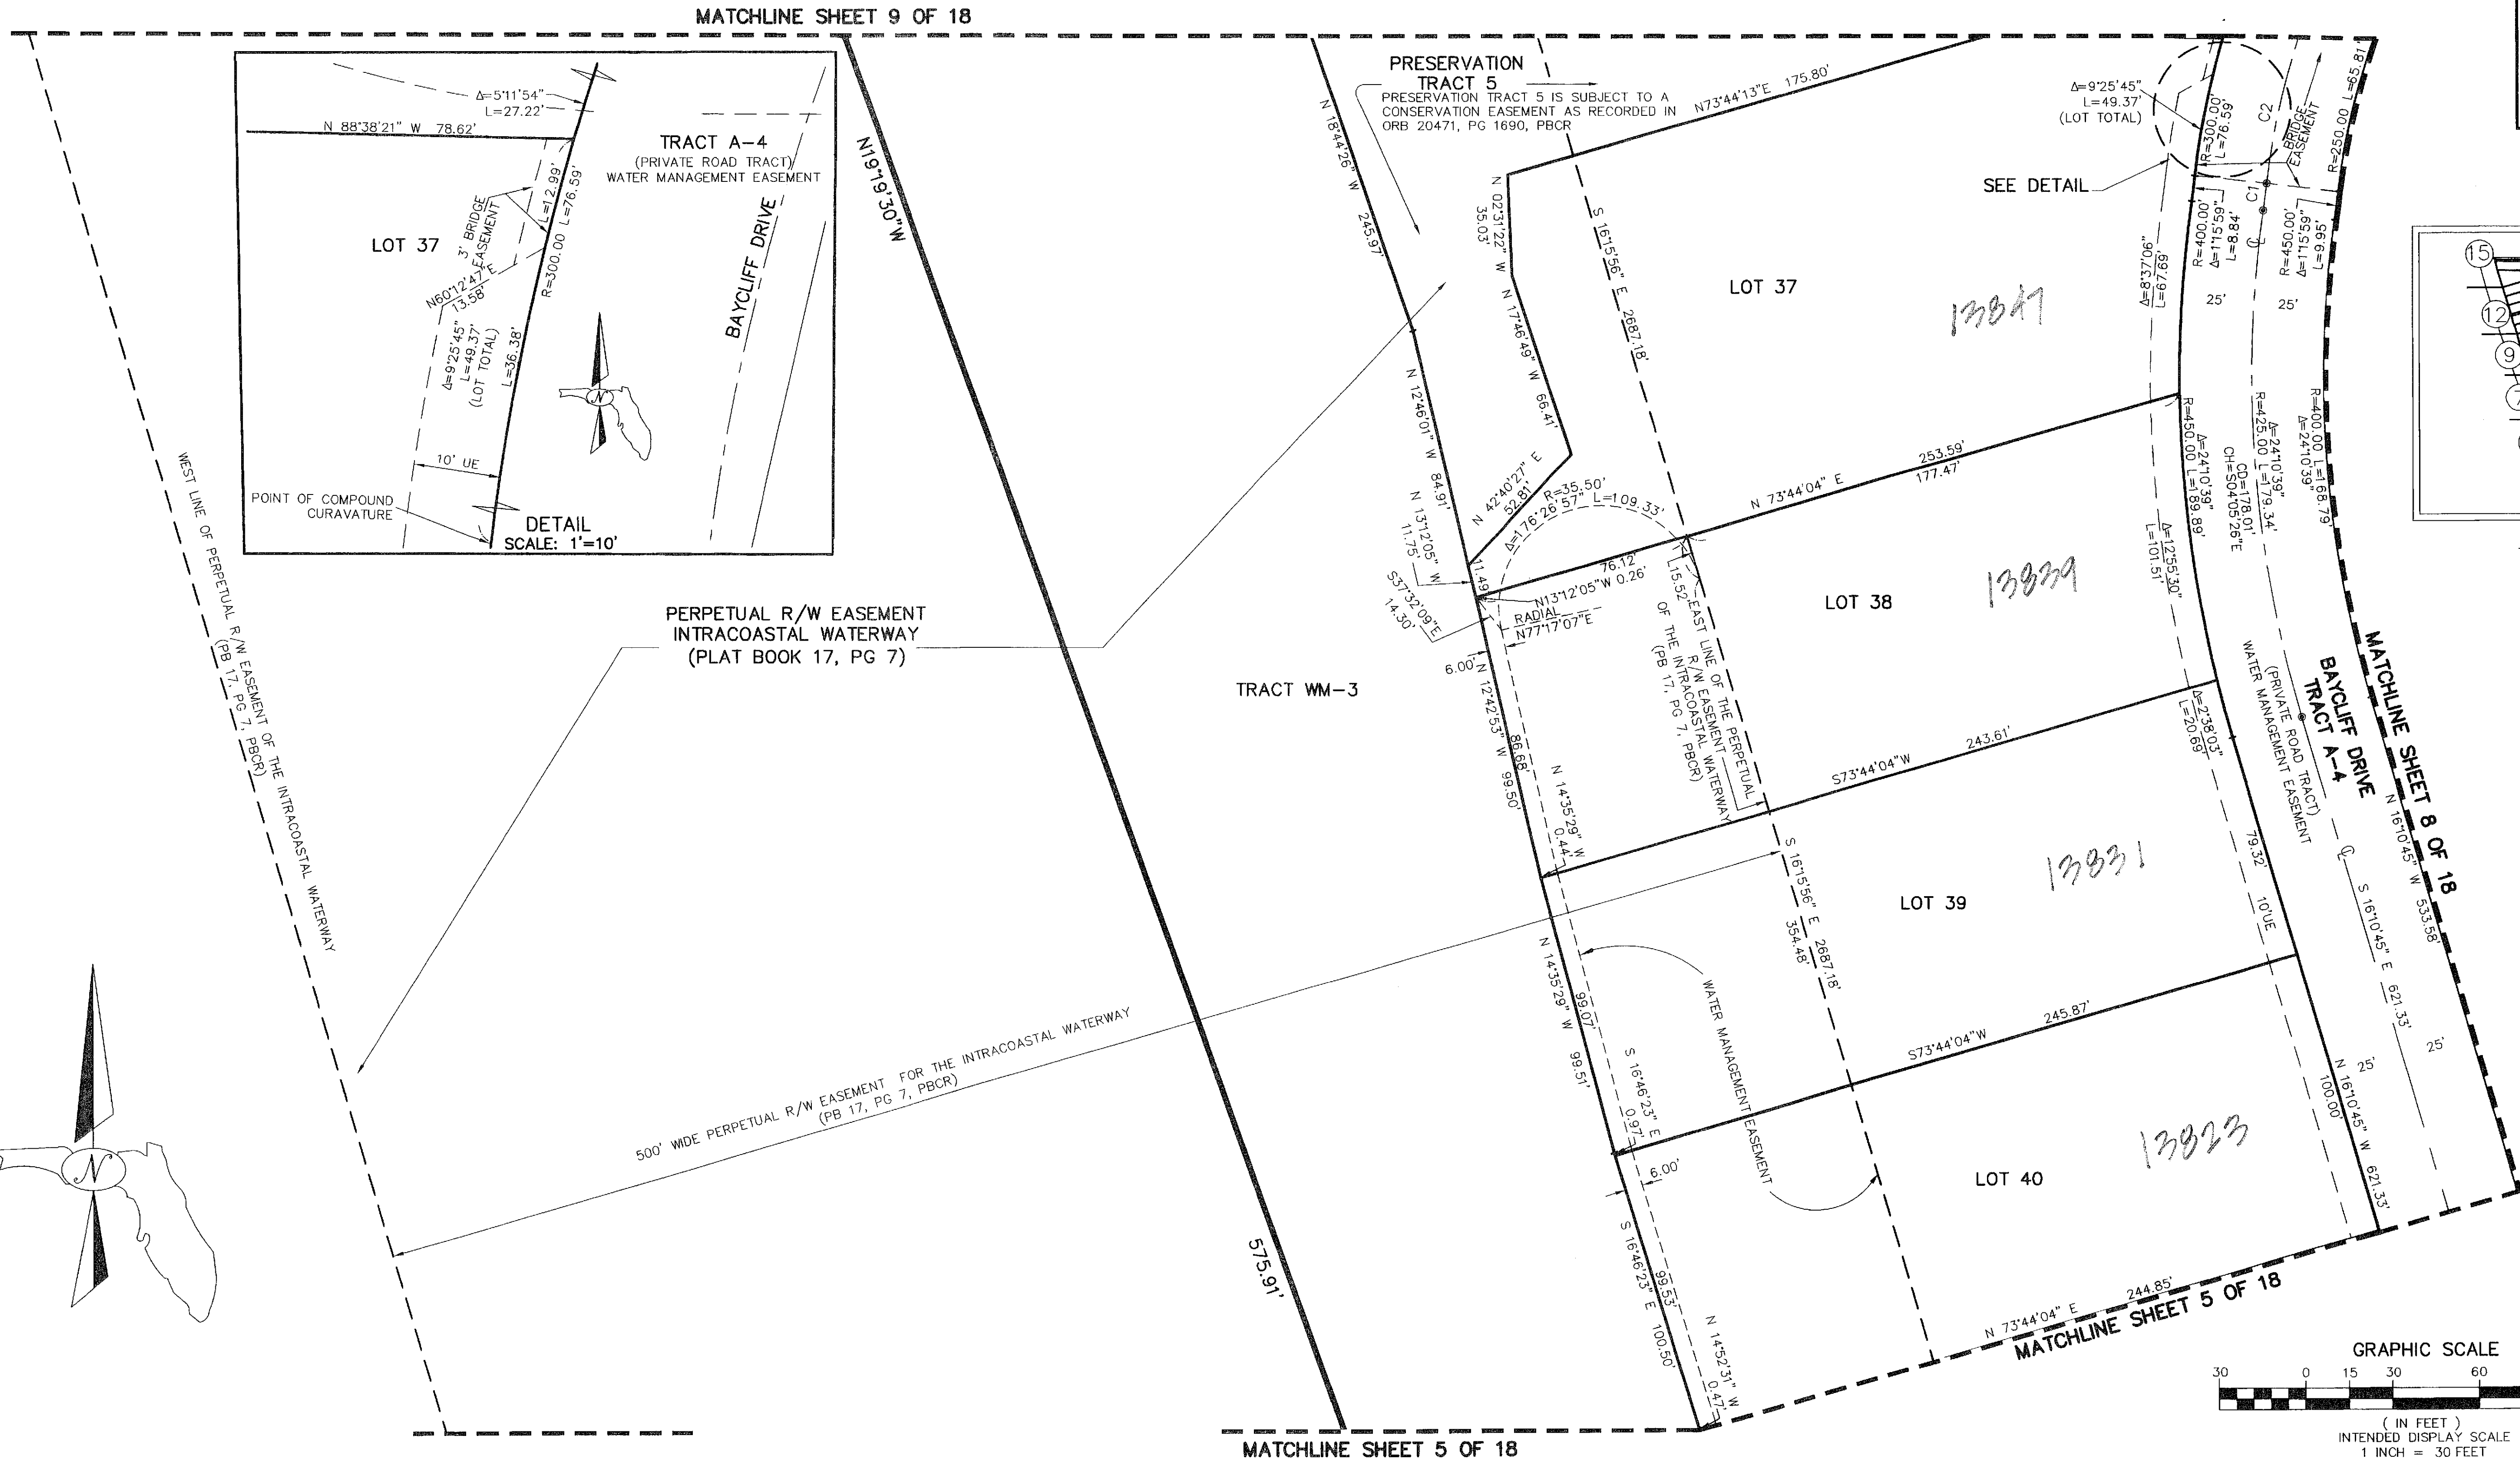 MATCHLINE SHEET 9 OF 18
Δ=5°11'54"
L=27.22'
N 88°38'21" W 78.62'
TRACT A-4
(PRIVATE ROAD TRACT)
WATER MANAGEMENT EASEMENT
LOT 37
3' BRIDGE
EASEMENT
L=12.99'
R=300.00 L=76.59'
N60°12'47"E
13.58'
Δ=9°25'45"
L=49.37'
(LOT TOTAL)
L=36.38'
BAYCLIFF DRIVE
N
10' UE
POINT OF COMPOUND
CURAVATURE
DETAIL
SCALE: 1'=10'
N19°19'30"W
575.91'
WEST LINE OF PERPETUAL R/W EASEMENT OF THE INTRACOASTAL WATERWAY
(PB 17, PG 7, PBCR)
PERPETUAL R/W EASEMENT
INTRACOASTAL WATERWAY
(PLAT BOOK 17, PG 7)
500' WIDE PERPETUAL R/W EASEMENT FOR THE INTRACOASTAL WATERWAY
(PB 17, PG 7, PBCR)
N
TRACT WM-3
PRESERVATION
TRACT 5
PRESERVATION TRACT 5 IS SUBJECT TO A
CONSERVATION EASEMENT AS RECORDED IN
ORB 20471, PG 1690, PBCR
N 18°44'26" W 245.97'
N73°44'13"E 175.80'
N 02°31'22" W
35.03'
N 17°46'49" W 66.41'
S 16°15'56" E 2687.18'
N 12°46'01" W 84.91'
N 42°40'27" E
52.81'
R=35.50'
Δ=176°26'57" L=109.33'
N 13°12'05" W
11.75'
11.49'
S37°32'09"E
14.30'
76.12'
N13°12'05"W 0.26'
RADIAL
N77°17'07"E
L15.52'
6.00'
EAST LINE OF THE PERPETUAL
R/W EASEMENT
OF THE INTRACOASTAL WATERWAY
(PB 17, PG 7, PBCR)
N 12°42'53" W 99.50'
86.68'
N 14°35'29" W
0.44'
LOT 37
13847
253.59'
N 73°44'04" E 177.47'
LOT 38
13839
243.61'
S73°44'04"W
LOT 39
13831
S 16°15'56" E 2687.18'
354.48'
N 14°35'29" W 99.51'
99.07'
WATER MANAGEMENT EASEMENT
S 16°46'23" E
0.97'
245.87'
S73°44'04"W
LOT 40
13823
6.00'
S 16°46'23" E 100.50'
99.53'
N 14°52'31" W
0.47'
N 73°44'04" E 244.85'
MATCHLINE SHEET 5 OF 18
MATCHLINE SHEET 5 OF 18
SEE DETAIL
Δ=9°25'45"
L=49.37'
(LOT TOTAL)
R=300.00'
L=76.59'
C2
BRIDGE
EASEMENT
R=250.00 L=65.81'
C1
R=400.00'
Δ=1°15'59"
L=8.84'
R=450.00'
Δ=1°15'59"
L=9.95'
Δ=8°37'06"
L=67.69'
25'
25'
R=450.00 L=189.89'
Δ=24°10'39"
CH=S04°05'26"E
CD=178.01'
R=425.00 L=179.34'
Δ=24°10'39"
R=400.00 L=168.79'
Δ=24°10'39"
Δ=12°55'30"
L=101.51'
Δ=2°38'03"
L=20.69'
BAYCLIFF DRIVE
TRACT A-4
(PRIVATE ROAD TRACT)
WATER MANAGEMENT EASEMENT
MATCHLINE SHEET 8 OF 18
N 16°10'45" W 533.58'
79.32'
10'UE
S 16°10'45" E 621.33'
25'
25'
N 16°10'45" W 621.33'
100.00'
15
12
9
GRAPHIC SCALE
30 0 15 30 60
( IN FEET )
INTENDED DISPLAY SCALE
1 INCH = 30 FEET